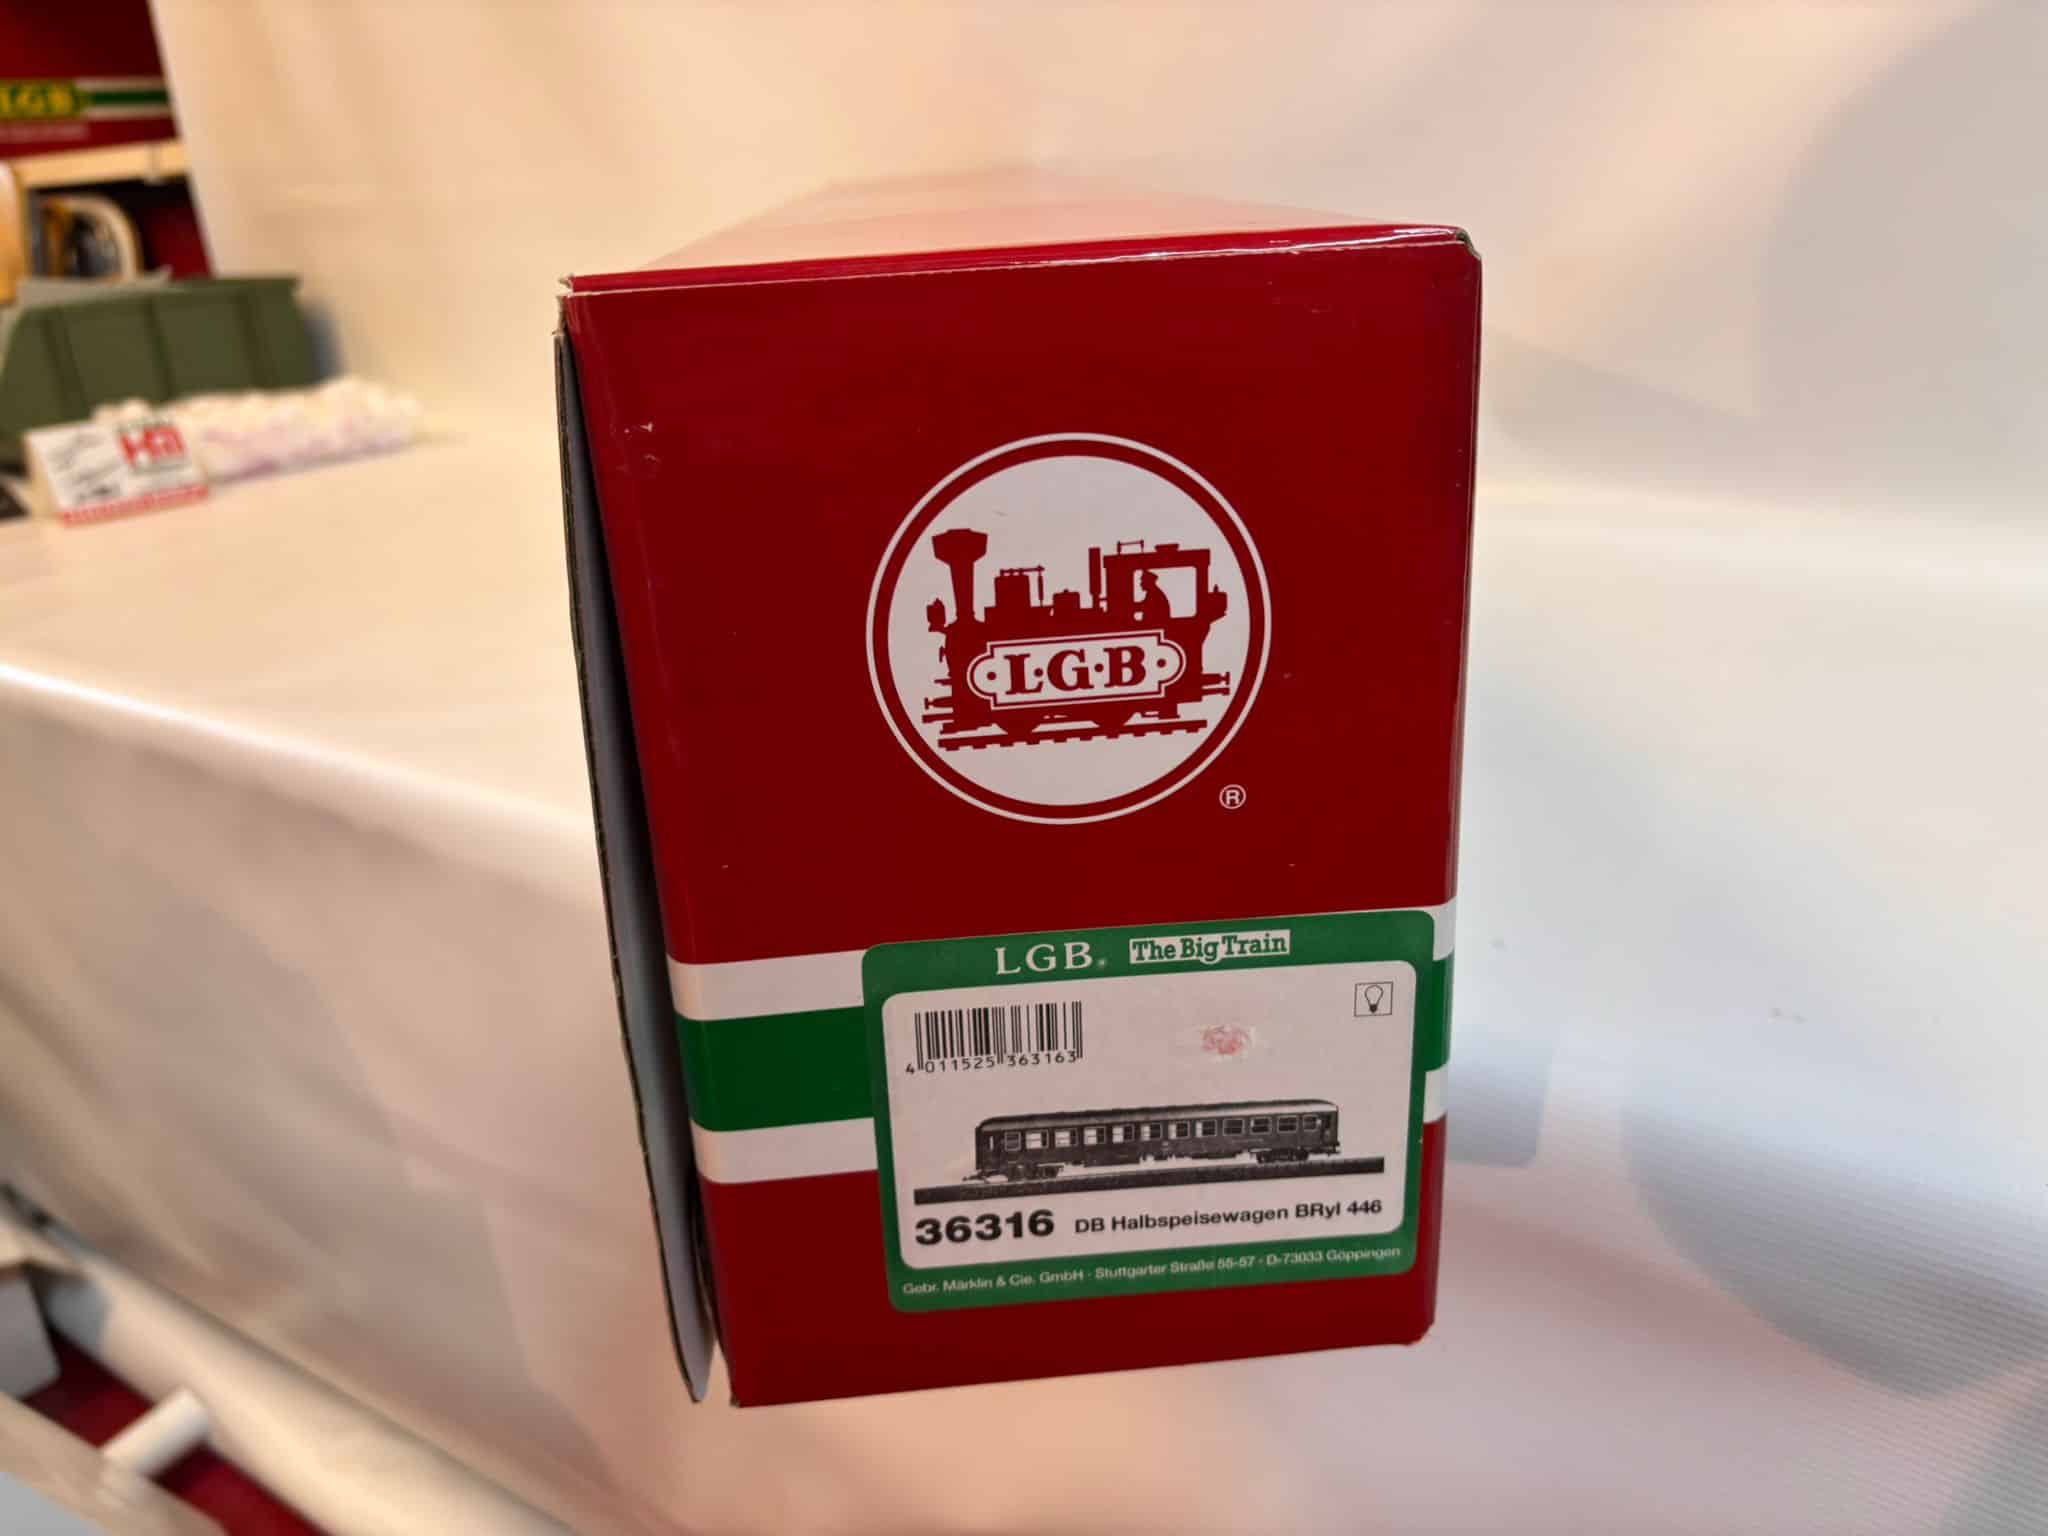 LGB
L·G·B
®
LGB. The Big Train
4 011525 363163
36316 DB Halbspeisewagen BRyl 446
Gebr. Märklin & Cie. GmbH · Stuttgarter Straße 55-57 · D-73033 Göppingen